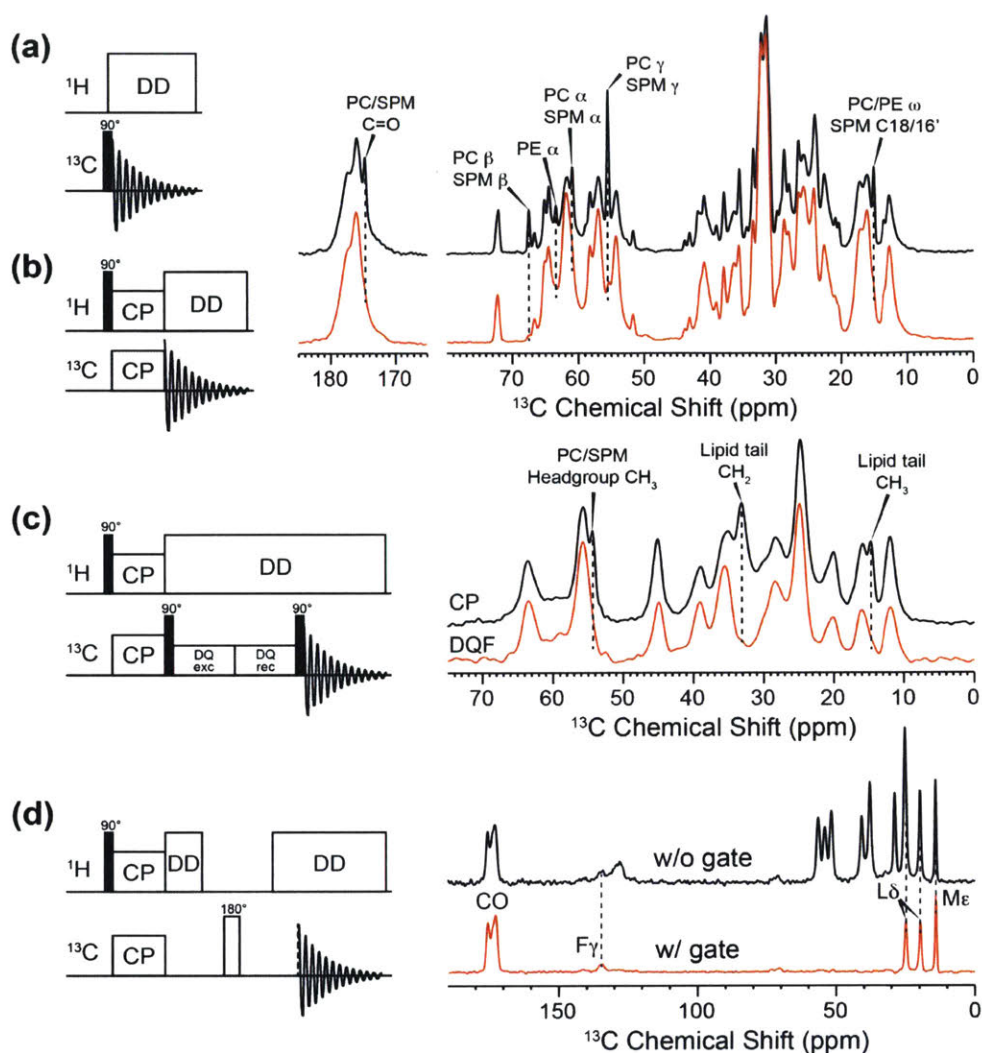 (a)
¹H
DD
90°
¹³C
PC/SPM
C=O
PC β
SPM β
PE α
PC α
SPM α
PC γ
SPM γ
PC/PE ω
SPM C18/16'
(b)
90°
¹H
CP
DD
¹³C
CP
180
170
70
60
50
40
30
20
10
0
¹³C Chemical Shift (ppm)
(c)
90°
¹H
CP
DD
90°
90°
¹³C
CP
DQ
exc
DQ
rec
PC/SPM
Headgroup CH₃
Lipid tail
CH₂
Lipid tail
CH₃
CP
DQF
70
60
50
40
30
20
10
0
¹³C Chemical Shift (ppm)
(d)
90°
¹H
CP
DD
DD
180°
¹³C
CP
w/o gate
CO
Lδ
Mε
Fγ
w/ gate
150
100
50
0
¹³C Chemical Shift (ppm)